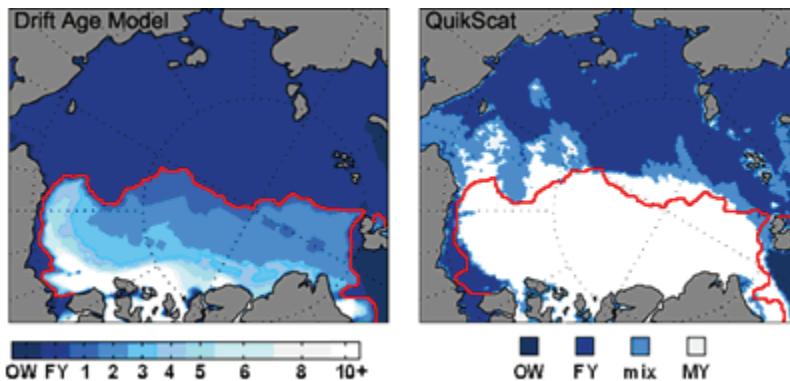 Drift Age Model
QuikScat
OW FY 1 2 3 4 5 6 8 10+
OW FY mix MY